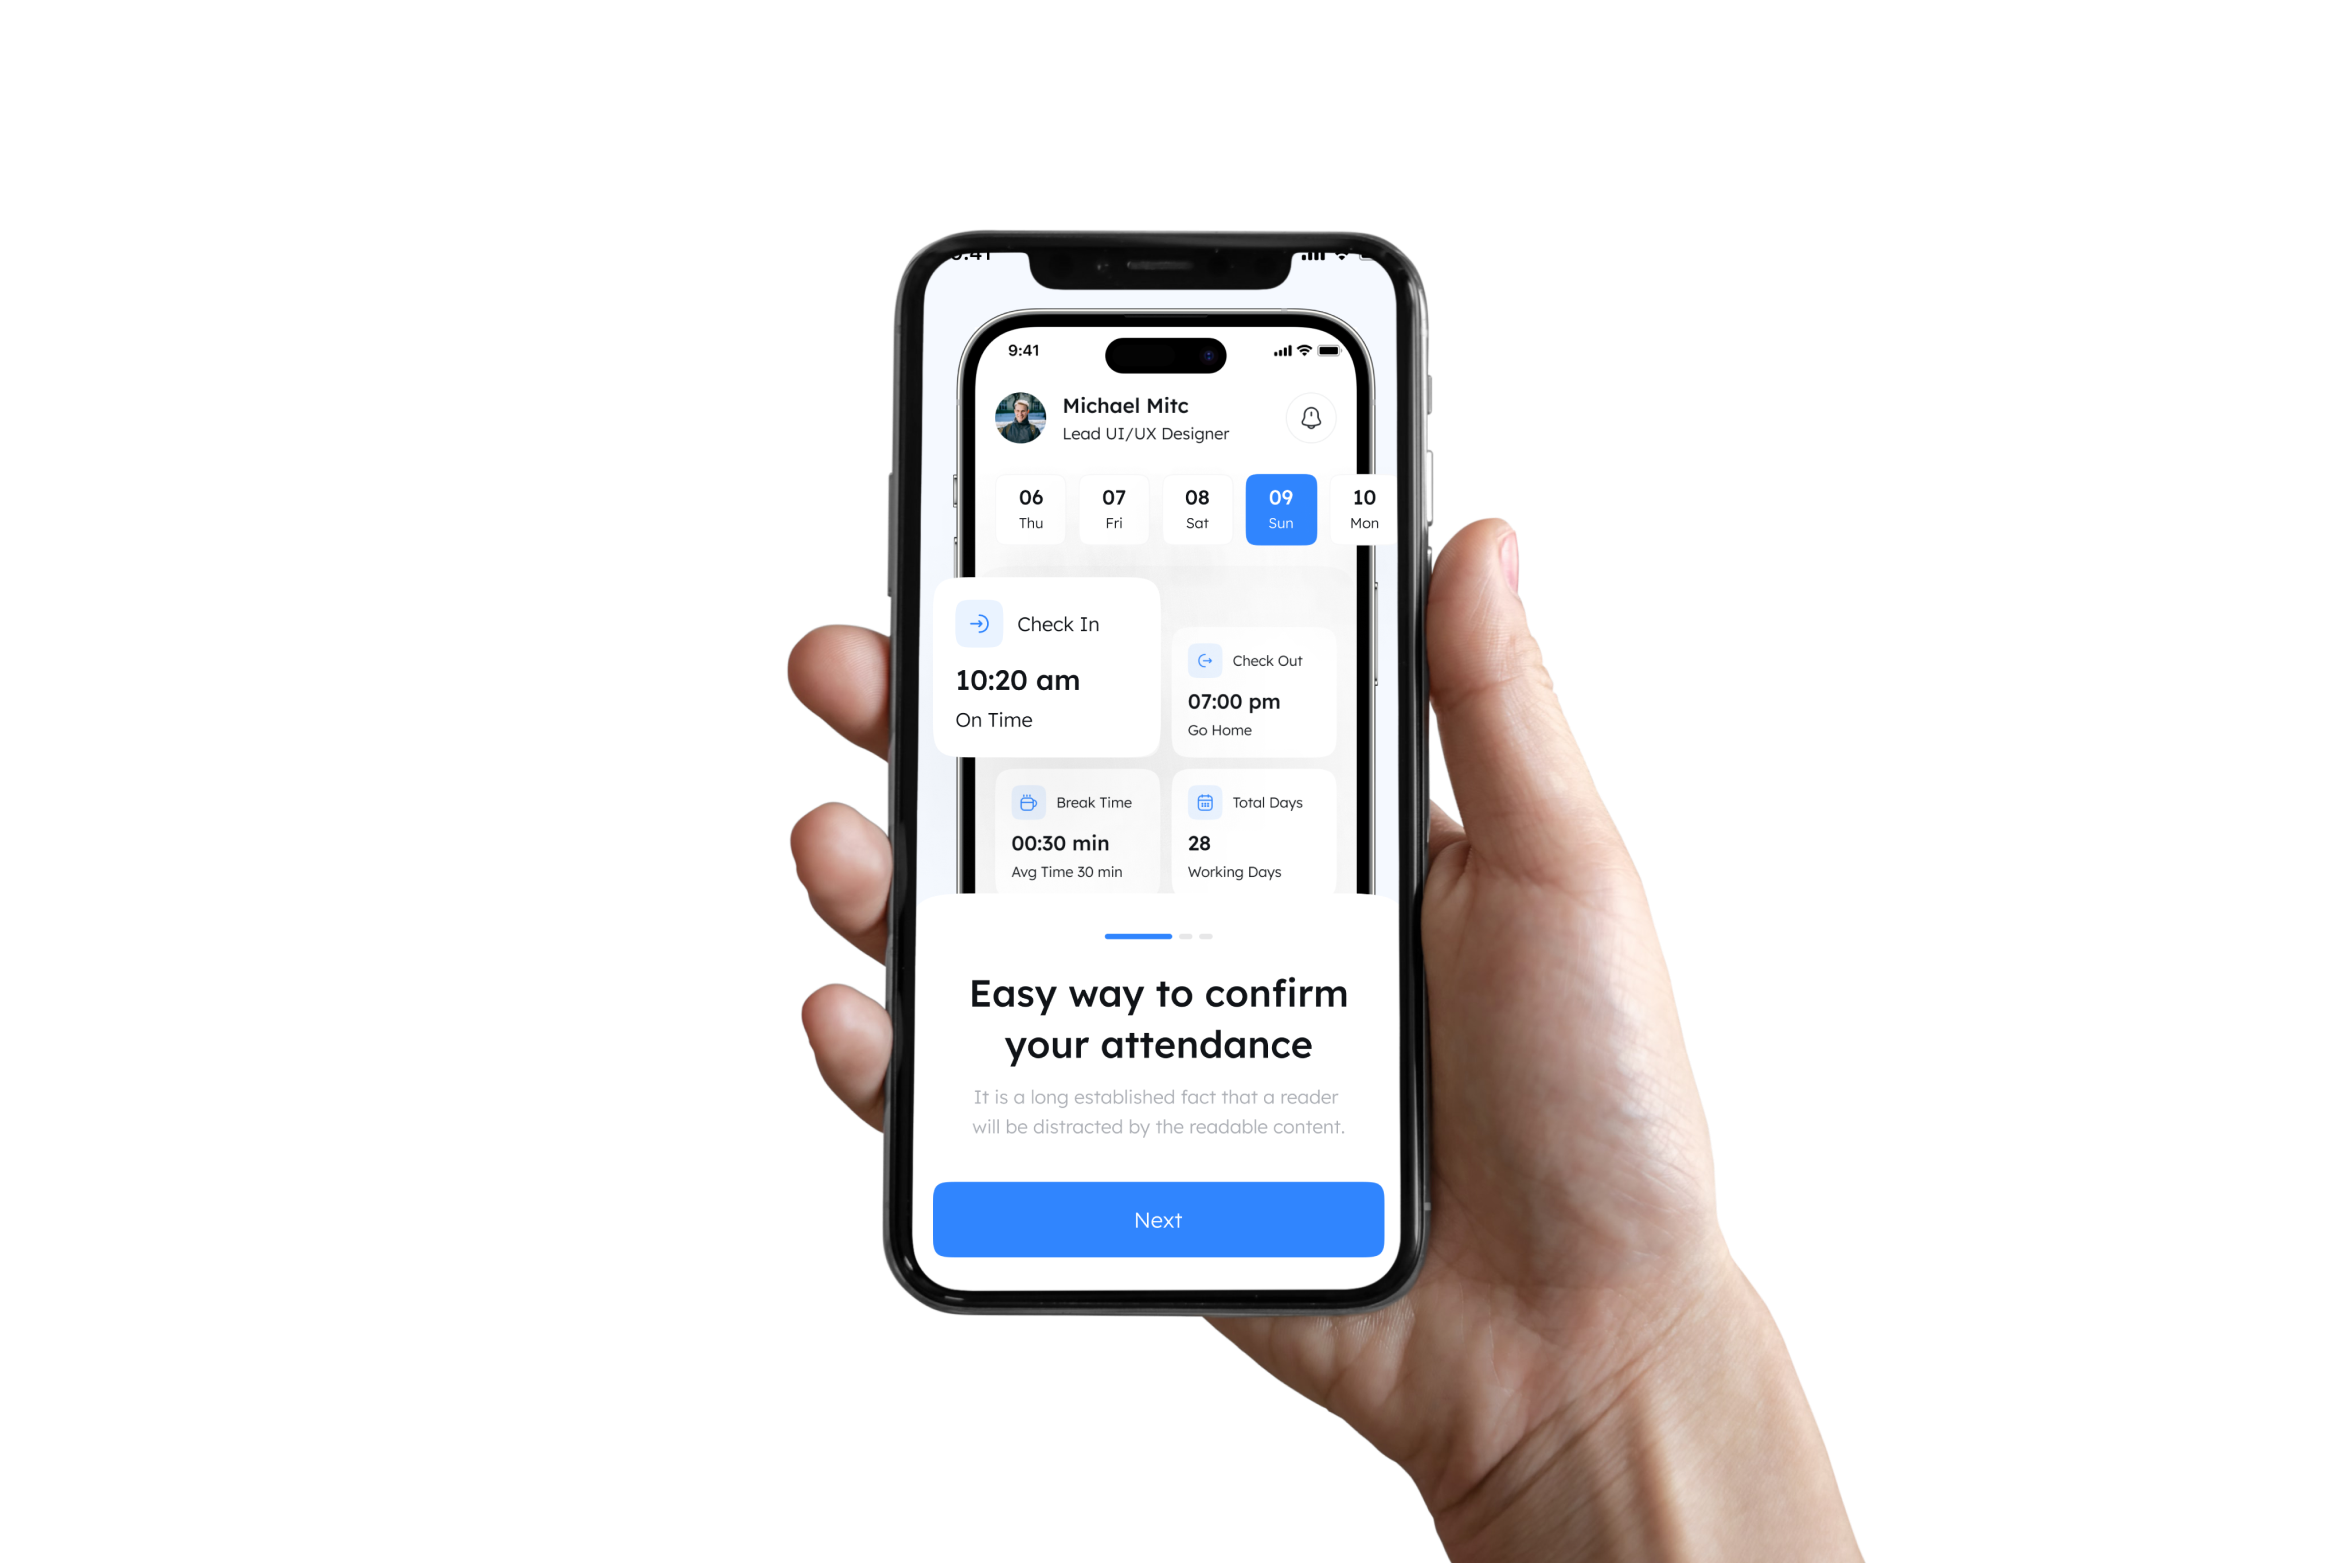 9:41
9:41
Michael Mitc
Lead UI/UX Designer
06 07 08 09 10
Thu Fri Sat Sun Mon
Check In
10:20 am
On Time
Check Out
07:00 pm
Go Home
Break Time
00:30 min
Avg Time 30 min
Total Days
28
Working Days
Easy way to confirm
your attendance
It is a long established fact that a reader
will be distracted by the readable content.
Next